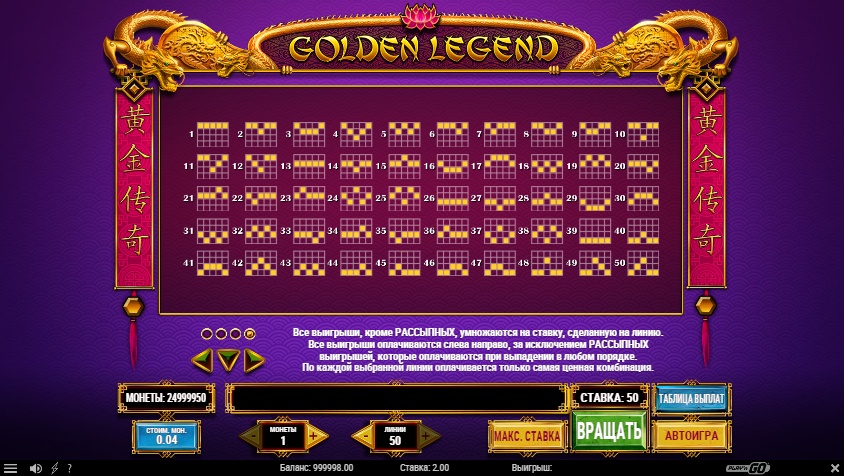 GOLDEN LEGEND
黄金传奇
黄金传奇
1 2 3 4 5 6 7 8 9 10
11 12 13 14 15 16 17 18 19 20
21 22 23 24 25 26 27 28 29 30
31 32 33 34 35 36 37 38 39 40
41 42 43 44 45 46 47 48 49 50
Все выигрыши, кроме РАССЫПНЫХ, умножаются на ставку, сделанную на линию.
Все выигрыши оплачиваются слева направо, за исключением РАССЫПНЫХ
выигрышей, которые оплачиваются при выпадении в любом порядке.
По каждой выбранной линии оплачивается только самая ценная комбинация.
МОНЕТЫ: 24999950
СТАВКА: 50
ТАБЛИЦА ВЫПЛАТ
СТОИМ. МОН.
0.04
- МОНЕТЫ 1 +
- ЛИНИИ 50 +
МАКС. СТАВКА
ВРАЩАТЬ
АВТОИГРА
? Баланс: 999998.00 Ставка: 2.00 Выигрыш: PLAY'N GO